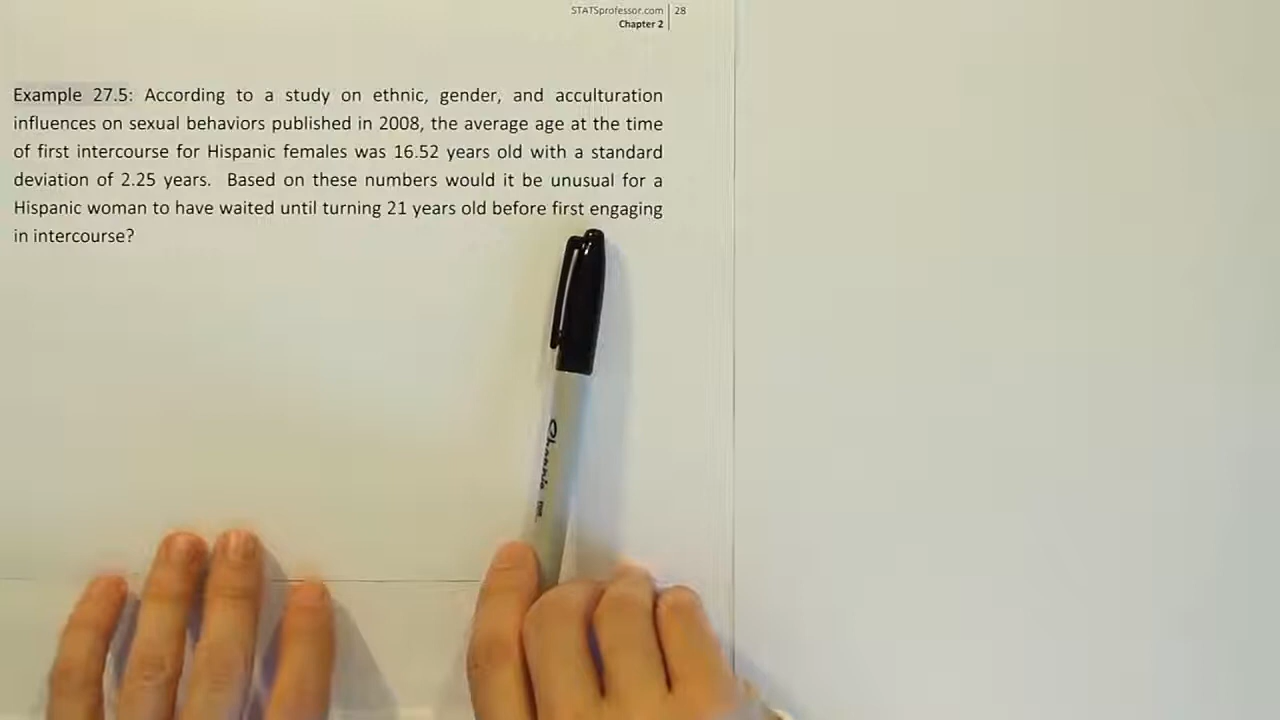 STATSprofessor.com | 28
Chapter 2
Example 27.5: According to a study on ethnic, gender, and acculturation
influences on sexual behaviors published in 2008, the average age at the time
of first intercourse for Hispanic females was 16.52 years old with a standard
deviation of 2.25 years. Based on these numbers would it be unusual for a
Hispanic woman to have waited until turning 21 years old before first engaging
in intercourse?
Sharpie